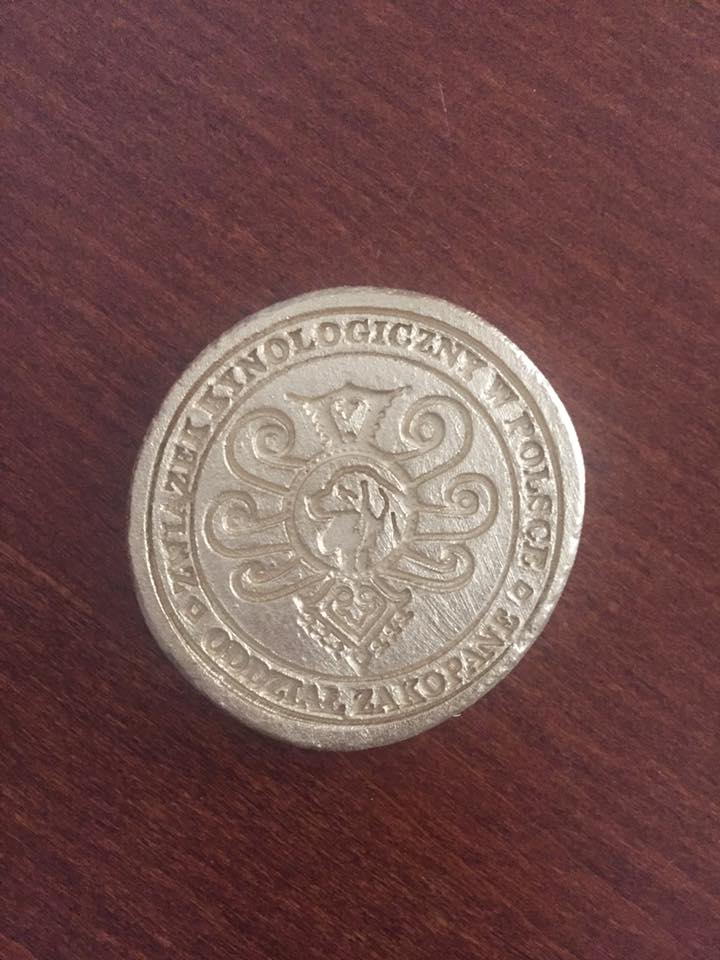 ZWIĄZEK KYNOLOGICZNY W POLSCE
ODDZIAŁ ZAKOPANE